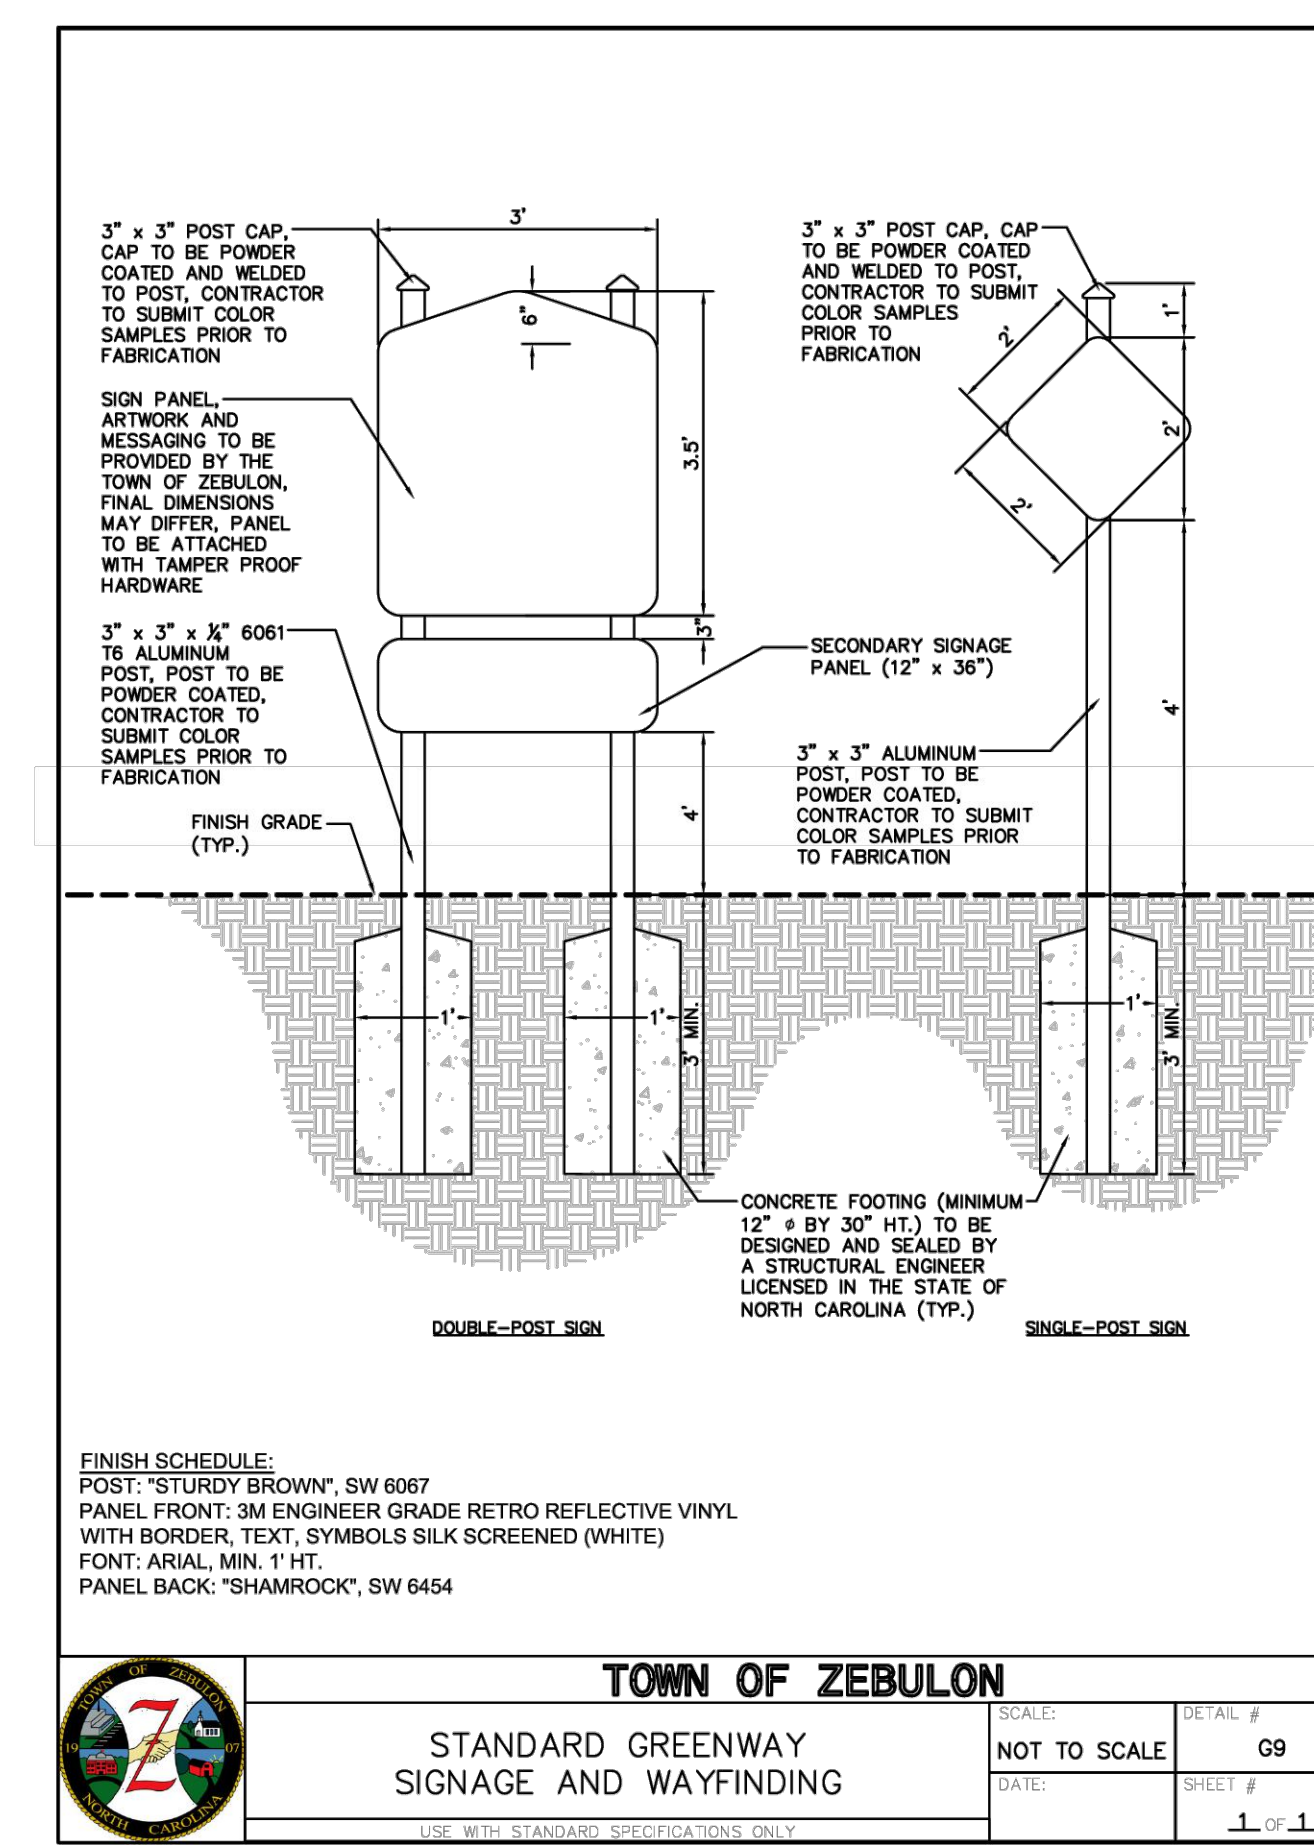 3" x 3" POST CAP,
CAP TO BE POWDER
COATED AND WELDED
TO POST, CONTRACTOR
TO SUBMIT COLOR
SAMPLES PRIOR TO
FABRICATION
SIGN PANEL,
ARTWORK AND
MESSAGING TO BE
PROVIDED BY THE
TOWN OF ZEBULON,
FINAL DIMENSIONS
MAY DIFFER, PANEL
TO BE ATTACHED
WITH TAMPER PROOF
HARDWARE
3" x 3" x ¼" 6061
T6 ALUMINUM
POST, POST TO BE
POWDER COATED,
CONTRACTOR TO
SUBMIT COLOR
SAMPLES PRIOR TO
FABRICATION
FINISH GRADE
(TYP.)
3'
6"
3.5'
3"
4'
3' MIN.
1'
1'
SECONDARY SIGNAGE
PANEL (12" x 36")
3" x 3" POST CAP, CAP
TO BE POWDER COATED
AND WELDED TO POST,
CONTRACTOR TO SUBMIT
COLOR SAMPLES
PRIOR TO
FABRICATION
2'
2'
1'
2'
4'
3" x 3" ALUMINUM
POST, POST TO BE
POWDER COATED,
CONTRACTOR TO SUBMIT
COLOR SAMPLES PRIOR
TO FABRICATION
1'
3' MIN.
CONCRETE FOOTING (MINIMUM
12" ø BY 30" HT.) TO BE
DESIGNED AND SEALED BY
A STRUCTURAL ENGINEER
LICENSED IN THE STATE OF
NORTH CAROLINA (TYP.)
DOUBLE-POST SIGN
SINGLE-POST SIGN
FINISH SCHEDULE:
POST: "STURDY BROWN", SW 6067
PANEL FRONT: 3M ENGINEER GRADE RETRO REFLECTIVE VINYL
WITH BORDER, TEXT, SYMBOLS SILK SCREENED (WHITE)
FONT: ARIAL, MIN. 1' HT.
PANEL BACK: "SHAMROCK", SW 6454
TOWN OF ZEBULON
19 Z 07
NORTH CAROLINA
TOWN OF ZEBULON
STANDARD GREENWAY
SIGNAGE AND WAYFINDING
USE WITH STANDARD SPECIFICATIONS ONLY
SCALE:
NOT TO SCALE
DATE:
DETAIL #
G9
SHEET #
1 OF 1